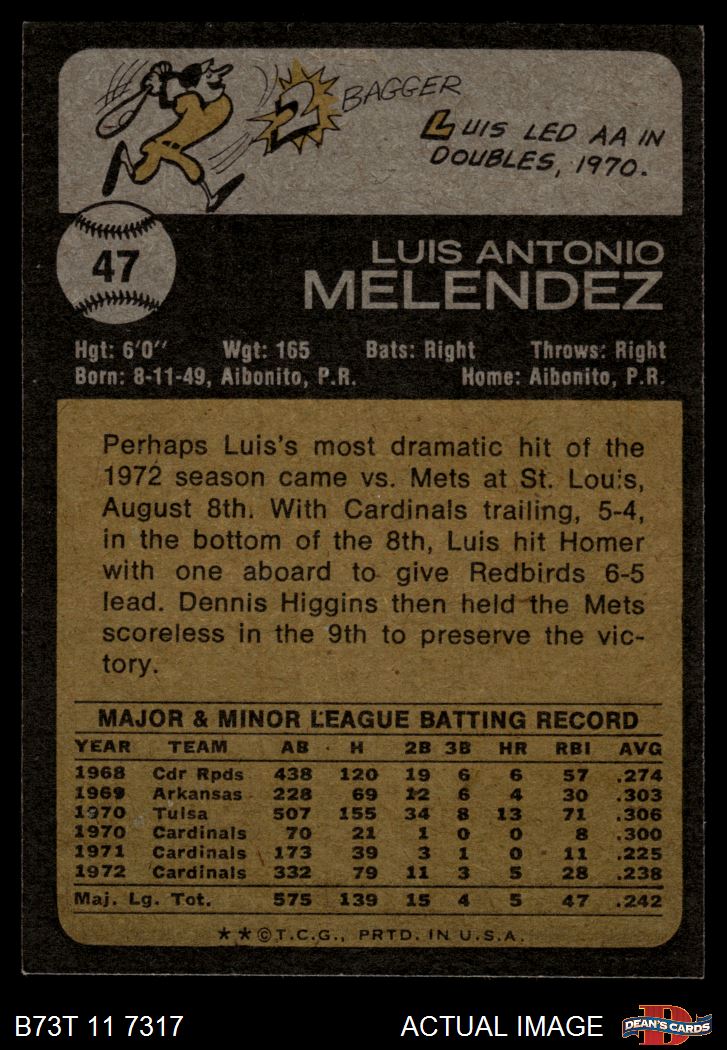 2 BAGGER
LUIS LED AA IN
DOUBLES, 1970.
47
LUIS ANTONIO
MELENDEZ
Hgt: 6'0" Wgt: 165 Bats: Right Throws: Right
Born: 8-11-49, Aibonito, P.R. Home: Aibonito, P.R.
Perhaps Luis's most dramatic hit of the
1972 season came vs. Mets at St. Louis,
August 8th. With Cardinals trailing, 5-4,
in the bottom of the 8th, Luis hit Homer
with one aboard to give Redbirds 6-5
lead. Dennis Higgins then held the Mets
scoreless in the 9th to preserve the vic-
tory.
MAJOR & MINOR LEAGUE BATTING RECORD
YEAR TEAM AB H 2B 3B HR RBI AVG
1968 Cdr Rpds 438 120 19 6 6 57 .274
1969 Arkansas 228 69 12 6 4 30 .303
1970 Tulsa 507 155 34 8 13 71 .306
1970 Cardinals 70 21 1 0 0 8 .300
1971 Cardinals 173 39 3 1 0 11 .225
1972 Cardinals 332 79 11 3 5 28 .238
Maj. Lg. Tot. 575 139 15 4 5 47 .242
★★©T.C.G., PRTD. IN U.S.A.
B73T 11 7317 ACTUAL IMAGE D DEAN'S CARDS